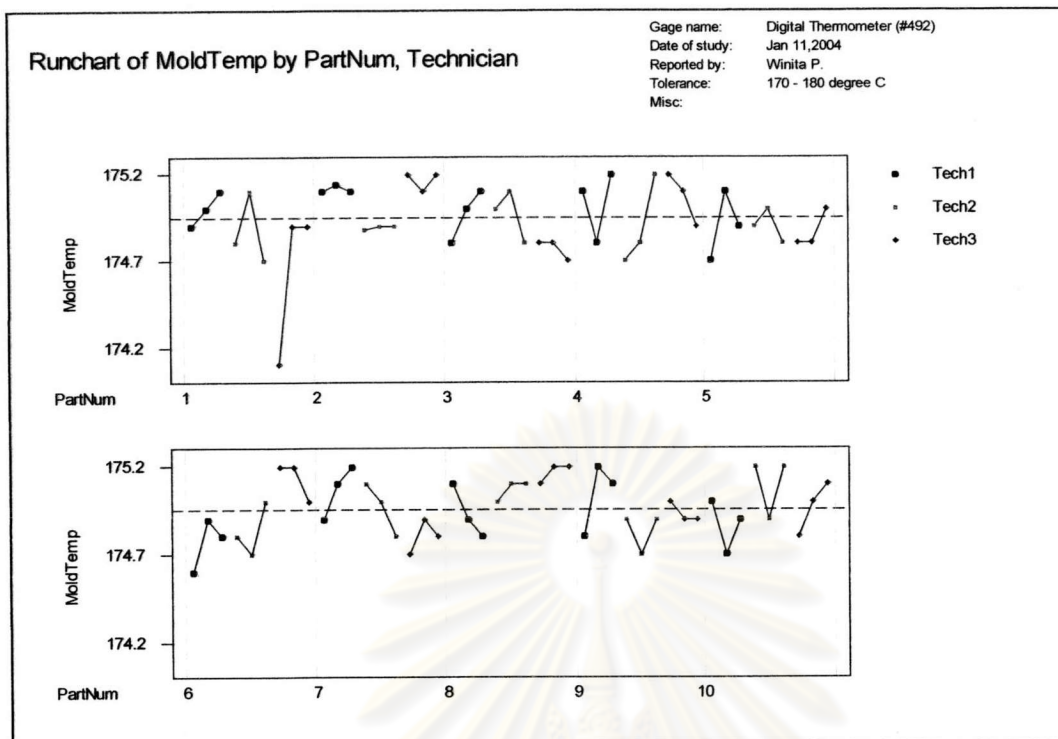 Runchart of MoldTemp by PartNum, Technician
Gage name: Digital Thermometer (#492)
Date of study: Jan 11,2004
Reported by: Winita P.
Tolerance: 170 - 180 degree C
Misc:
175.2
174.7
174.2
MoldTemp
PartNum 1 2 3 4 5
Tech1
Tech2
Tech3
175.2
174.7
174.2
MoldTemp
PartNum 6 7 8 9 10